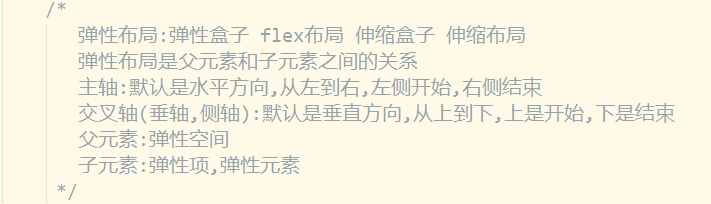 /*
弹性布局:弹性盒子 flex布局 伸缩盒子 伸缩布局
弹性布局是父元素和子元素之间的关系
主轴:默认是水平方向,从左到右,左侧开始,右侧结束
交叉轴(垂轴,侧轴):默认是垂直方向,从上到下,上是开始,下是结束
父元素:弹性空间
子元素:弹性项,弹性元素
*/